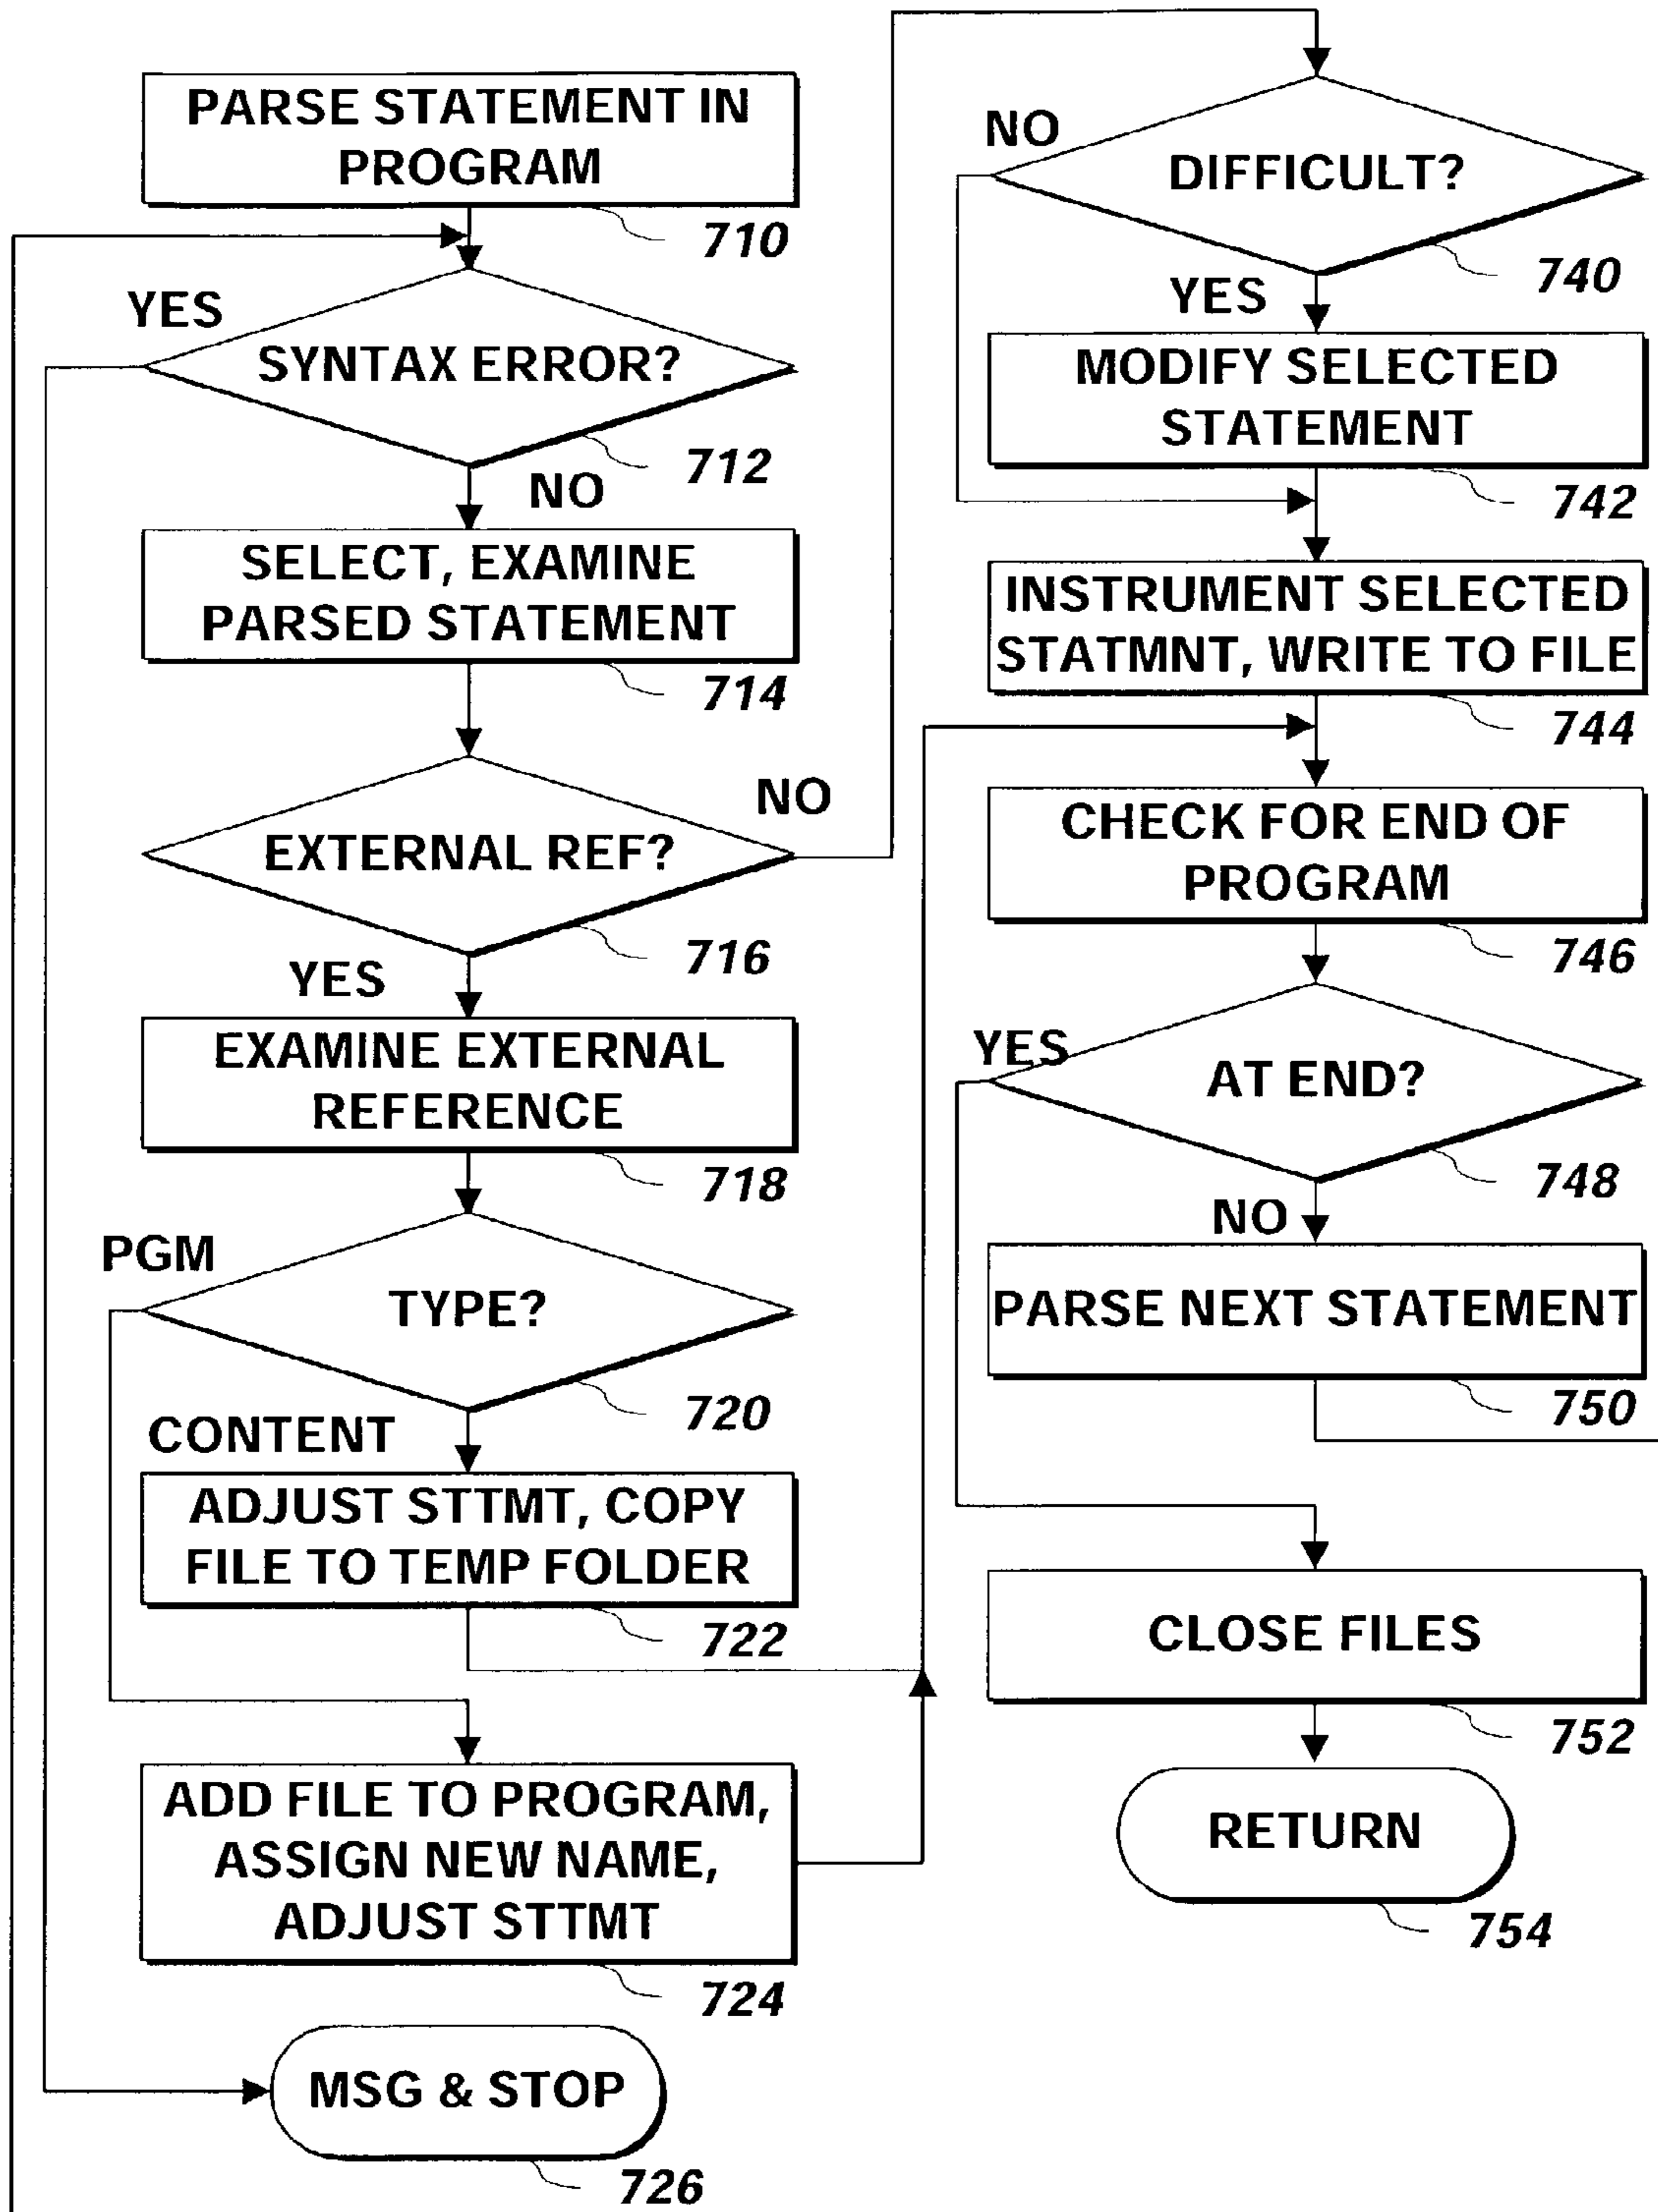 PARSE STATEMENT IN
PROGRAM
710
YES
SYNTAX ERROR?
712
NO
SELECT, EXAMINE
PARSED STATEMENT
714
NO
EXTERNAL REF?
716
YES
EXAMINE EXTERNAL
REFERENCE
718
PGM
TYPE?
720
CONTENT
ADJUST STTMT, COPY
FILE TO TEMP FOLDER
722
ADD FILE TO PROGRAM,
ASSIGN NEW NAME,
ADJUST STTMT
724
MSG & STOP
726
NO
DIFFICULT?
740
YES
MODIFY SELECTED
STATEMENT
742
INSTRUMENT SELECTED
STATMNT, WRITE TO FILE
744
CHECK FOR END OF
PROGRAM
746
YES
AT END?
748
NO
PARSE NEXT STATEMENT
750
CLOSE FILES
752
RETURN
754